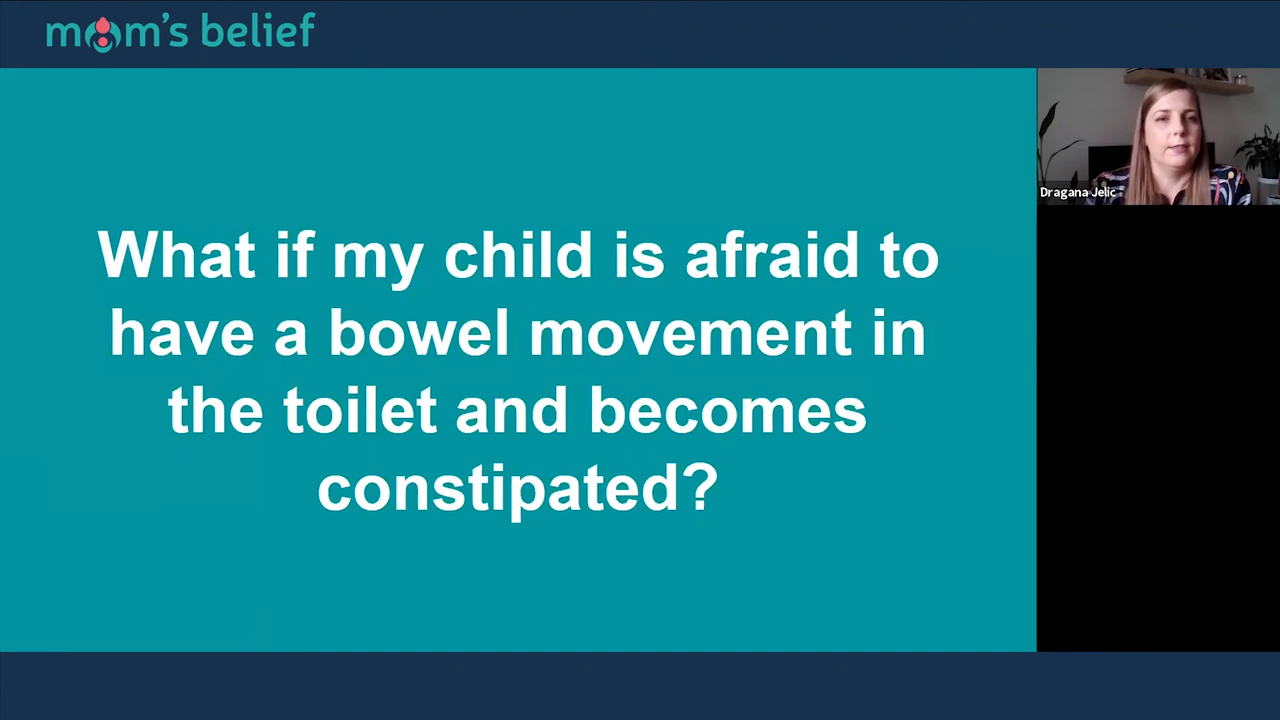 mom's belief
What if my child is afraid to
have a bowel movement in
the toilet and becomes
constipated?
Dragana Jelic